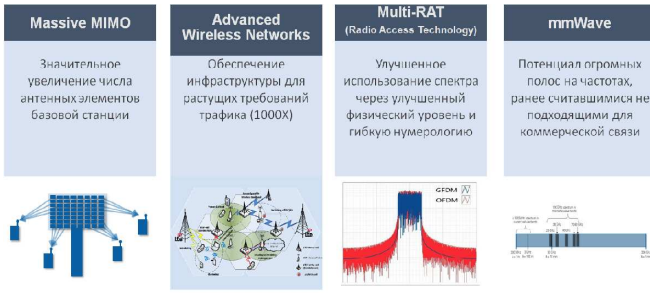 Massive MIMO
Значительное
увеличение числа
антенных элементов
базовой станции
Advanced
Wireless Networks
Обеспечение
инфраструктуры для
растущих требований
трафика (1000X)
Multi-RAT
(Radio Access Technology)
Улучшенное
использование спектра
через улучшенный
физический уровень и
гибкую нумерологию
GFDM
OFDM
mmWave
Потенциал огромных
полос на частотах,
ранее считавшимися не
подходящими для
коммерческой связи